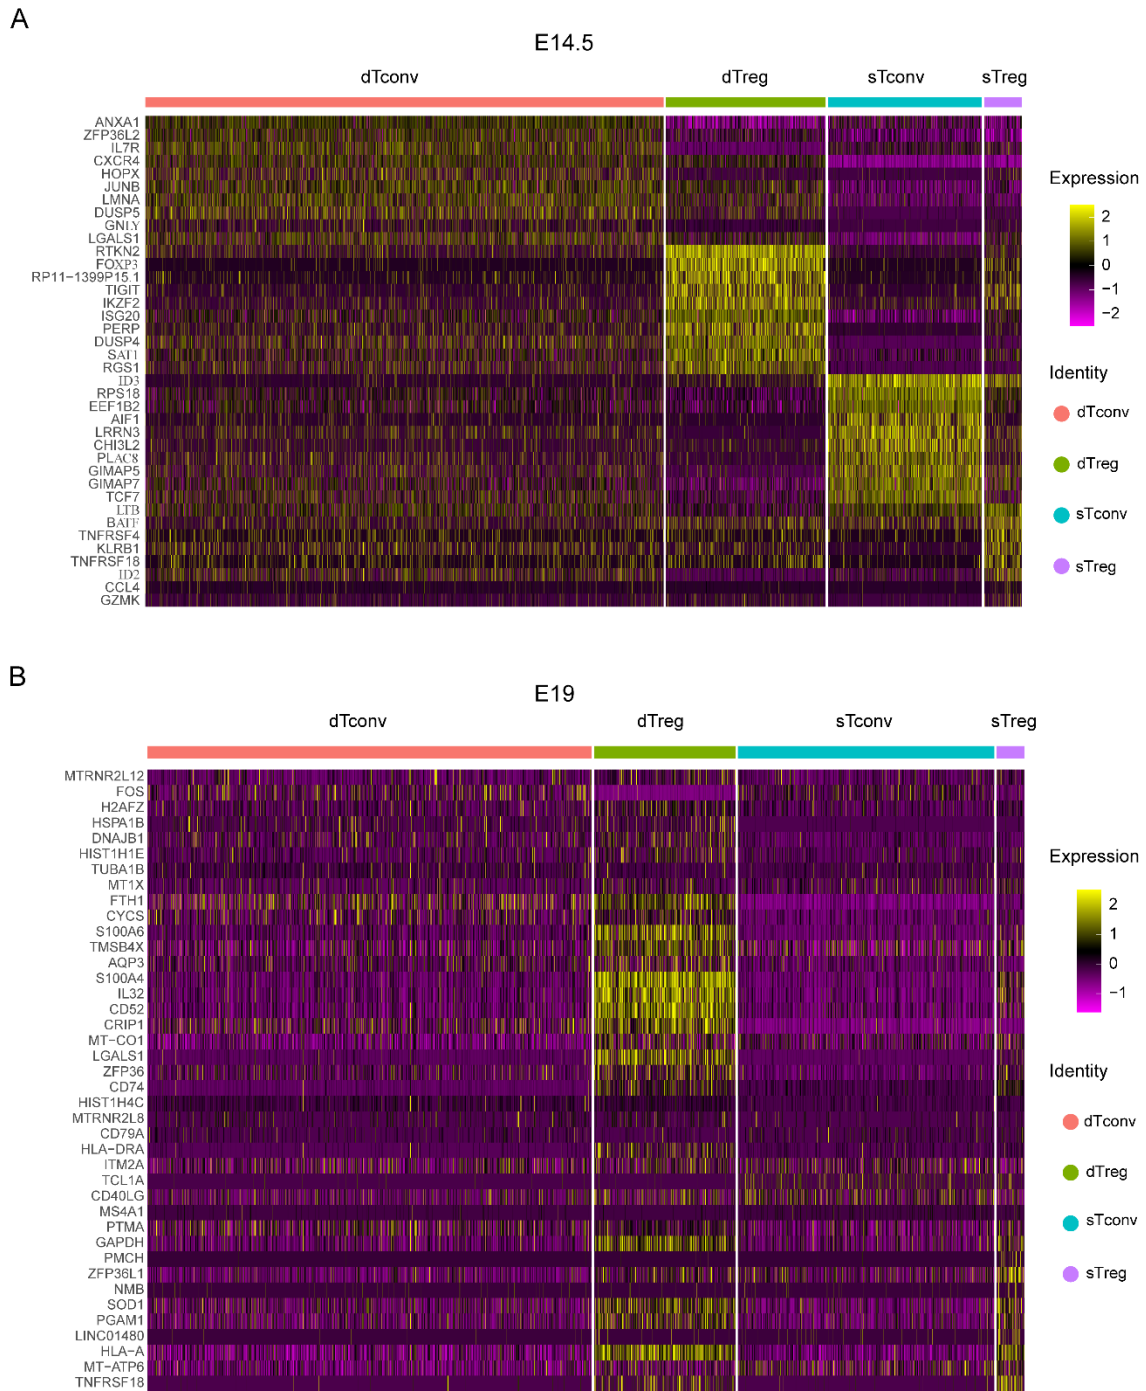 A
E14.5
dTconv dTreg sTconv sTreg
ANXA1
ZFP36L2
IL7R
CXCR4
HOPX
JUNB
LMNA
DUSP5
GNLY
LGALS1
RTKN2
FOXP3
RP11-1399P15.1
TIGIT
IKZF2
ISG20
PERP
DUSP4
SAT1
RGS1
ID3
RPS18
EEF1B2
AIF1
LRRN3
CHI3L2
PLAC8
GIMAP5
GIMAP7
TCF7
LTB
BATF
TNFRSF4
KLRB1
TNFRSF18
ID2
CCL4
GZMK
Expression
2
1
0
−1
−2
Identity
dTconv
dTreg
sTconv
sTreg
B
E19
dTconv dTreg sTconv sTreg
MTRNR2L12
FOS
H2AFZ
HSPA1B
DNAJB1
HIST1H1E
TUBA1B
MT1X
FTH1
CYCS
S100A6
TMSB4X
AQP3
S100A4
IL32
CD52
CRIP1
MT−CO1
LGALS1
ZFP36
CD74
HIST1H4C
MTRNR2L8
CD79A
HLA−DRA
ITM2A
TCL1A
CD40LG
MS4A1
PTMA
GAPDH
PMCH
ZFP36L1
NMB
SOD1
PGAM1
LINC01480
HLA−A
MT−ATP6
TNFRSF18
Expression
2
1
0
−1
Identity
dTconv
dTreg
sTconv
sTreg